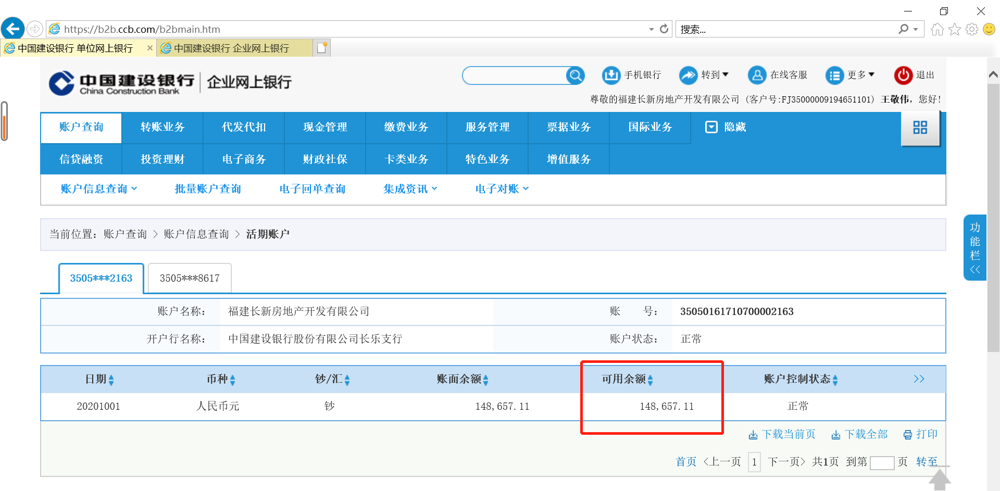 https://b2b.ccb.com/b2bmain.htm
搜索...
中国建设银行 单位网上银行
中国建设银行 企业网上银行
中国建设银行 企业网上银行
China Construction Bank
手机银行 转到 在线客服 更多 退出
尊敬的福建长新房地产开发有限公司 (客户号:FJ35000009194651101) 王敬伟, 您好!
账户查询 转账业务 代发代扣 现金管理 缴费业务 服务管理 票据业务 国际业务 隐藏
信贷融资 投资理财 电子商务 财政社保 卡类业务 特色业务 增值服务
账户信息查询 批量账户查询 电子回单查询 集成资讯 电子对账
当前位置: 账户查询 > 账户信息查询 > 活期账户
功能栏
<<
3505***2163 3505***8617
账户名称: 福建长新房地产开发有限公司 账 号: 35050161710700002163
开户行名称: 中国建设银行股份有限公司长乐支行 账户状态: 正常
日期 币种 钞/汇 账面余额 可用余额 账户控制状态 >>
20201001 人民币元 钞 148,657.11 148,657.11 正常
下载当前页 下载全部 打印
首页 <上一页 1 下一页> 共1页 到第 页 转至